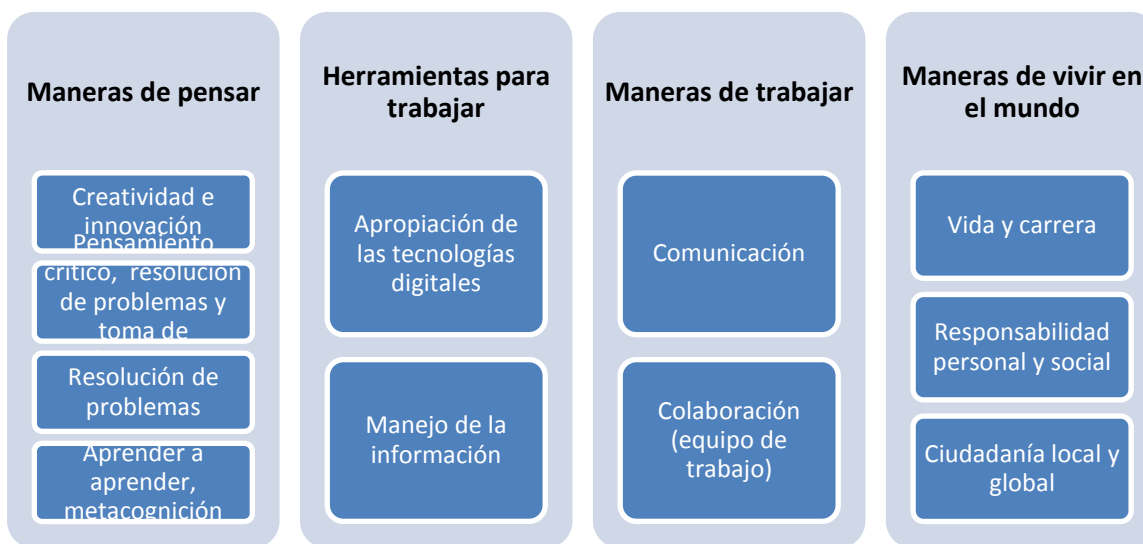 Maneras de pensar
Creatividad e
innovación
Pensamiento
crítico, resolución
de problemas y
toma de
Resolución de
problemas
Aprender a
aprender,
metacognición
Herramientas para
trabajar
Apropiación de
las tecnologías
digitales
Manejo de la
información
Maneras de trabajar
Comunicación
Colaboración
(equipo de
trabajo)
Maneras de vivir en
el mundo
Vida y carrera
Responsabilidad
personal y social
Ciudadanía local y
global